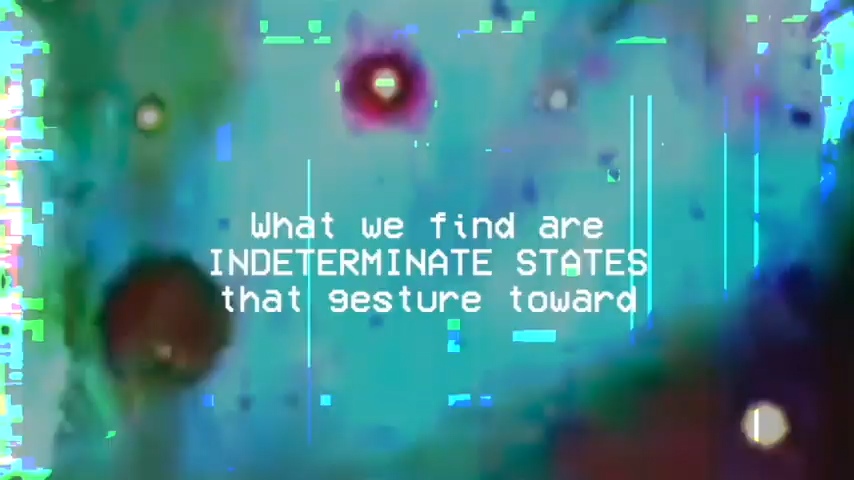 What we find are
INDETERMINATE STATES
that gesture toward